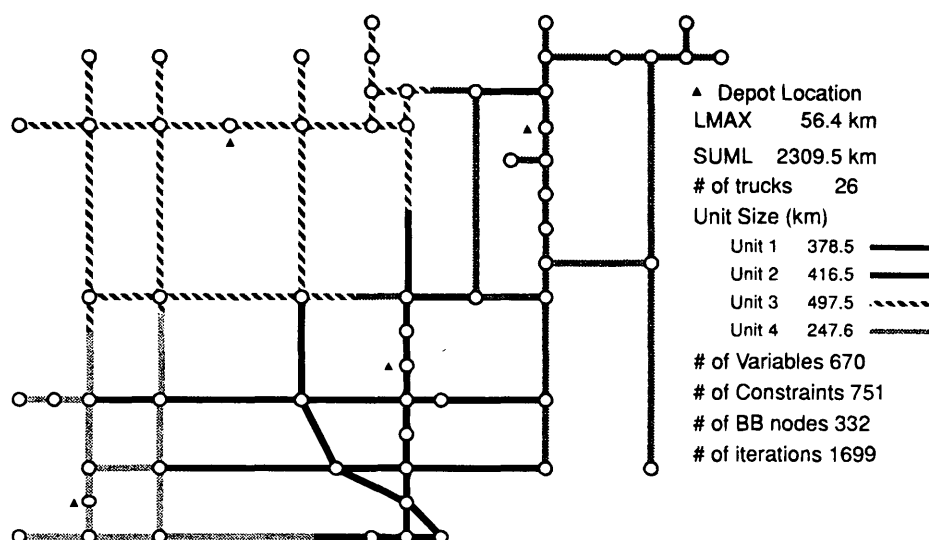 ▲ Depot Location
LMAX 56.4 km
SUML 2309.5 km
# of trucks 26
Unit Size (km)
Unit 1 378.5
Unit 2 416.5
Unit 3 497.5
Unit 4 247.6
# of Variables 670
# of Constraints 751
# of BB nodes 332
# of iterations 1699